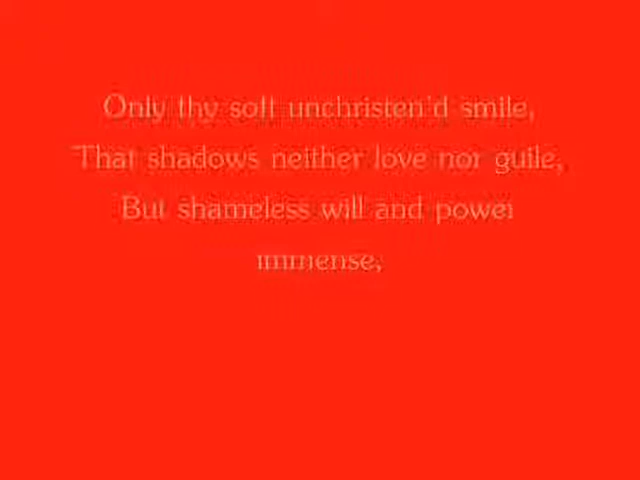 Only thy soft unchristen'd smile,
That shadows neither love nor guile,
But shameless will and power
immense,